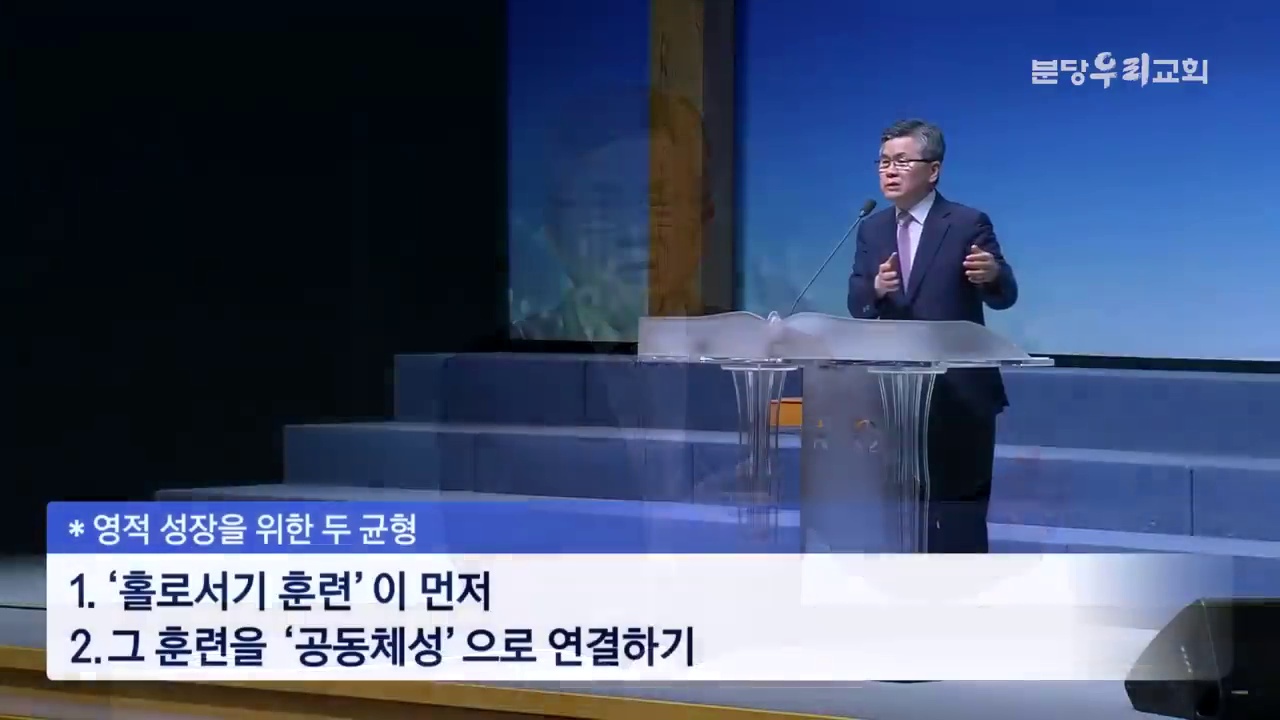 분당우리교회
* 영적 성장을 위한 두 균형
1. ‘홀로서기 훈련’이 먼저
2. 그 훈련을 ‘공동체성’으로 연결하기